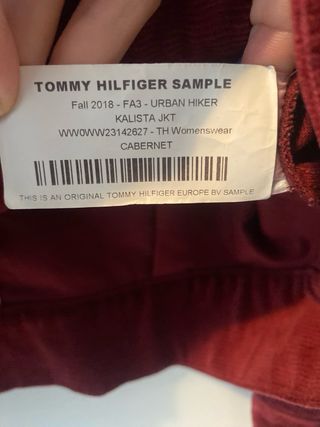 TOMMY HILFIGER SAMPLE
Fall 2018 - FA3 - URBAN HIKER
KALISTA JKT
WW0WW23142627 - TH Womenswear
CABERNET
THIS IS AN ORIGINAL TOMMY HILFIGER EUROPE BV SAMPLE